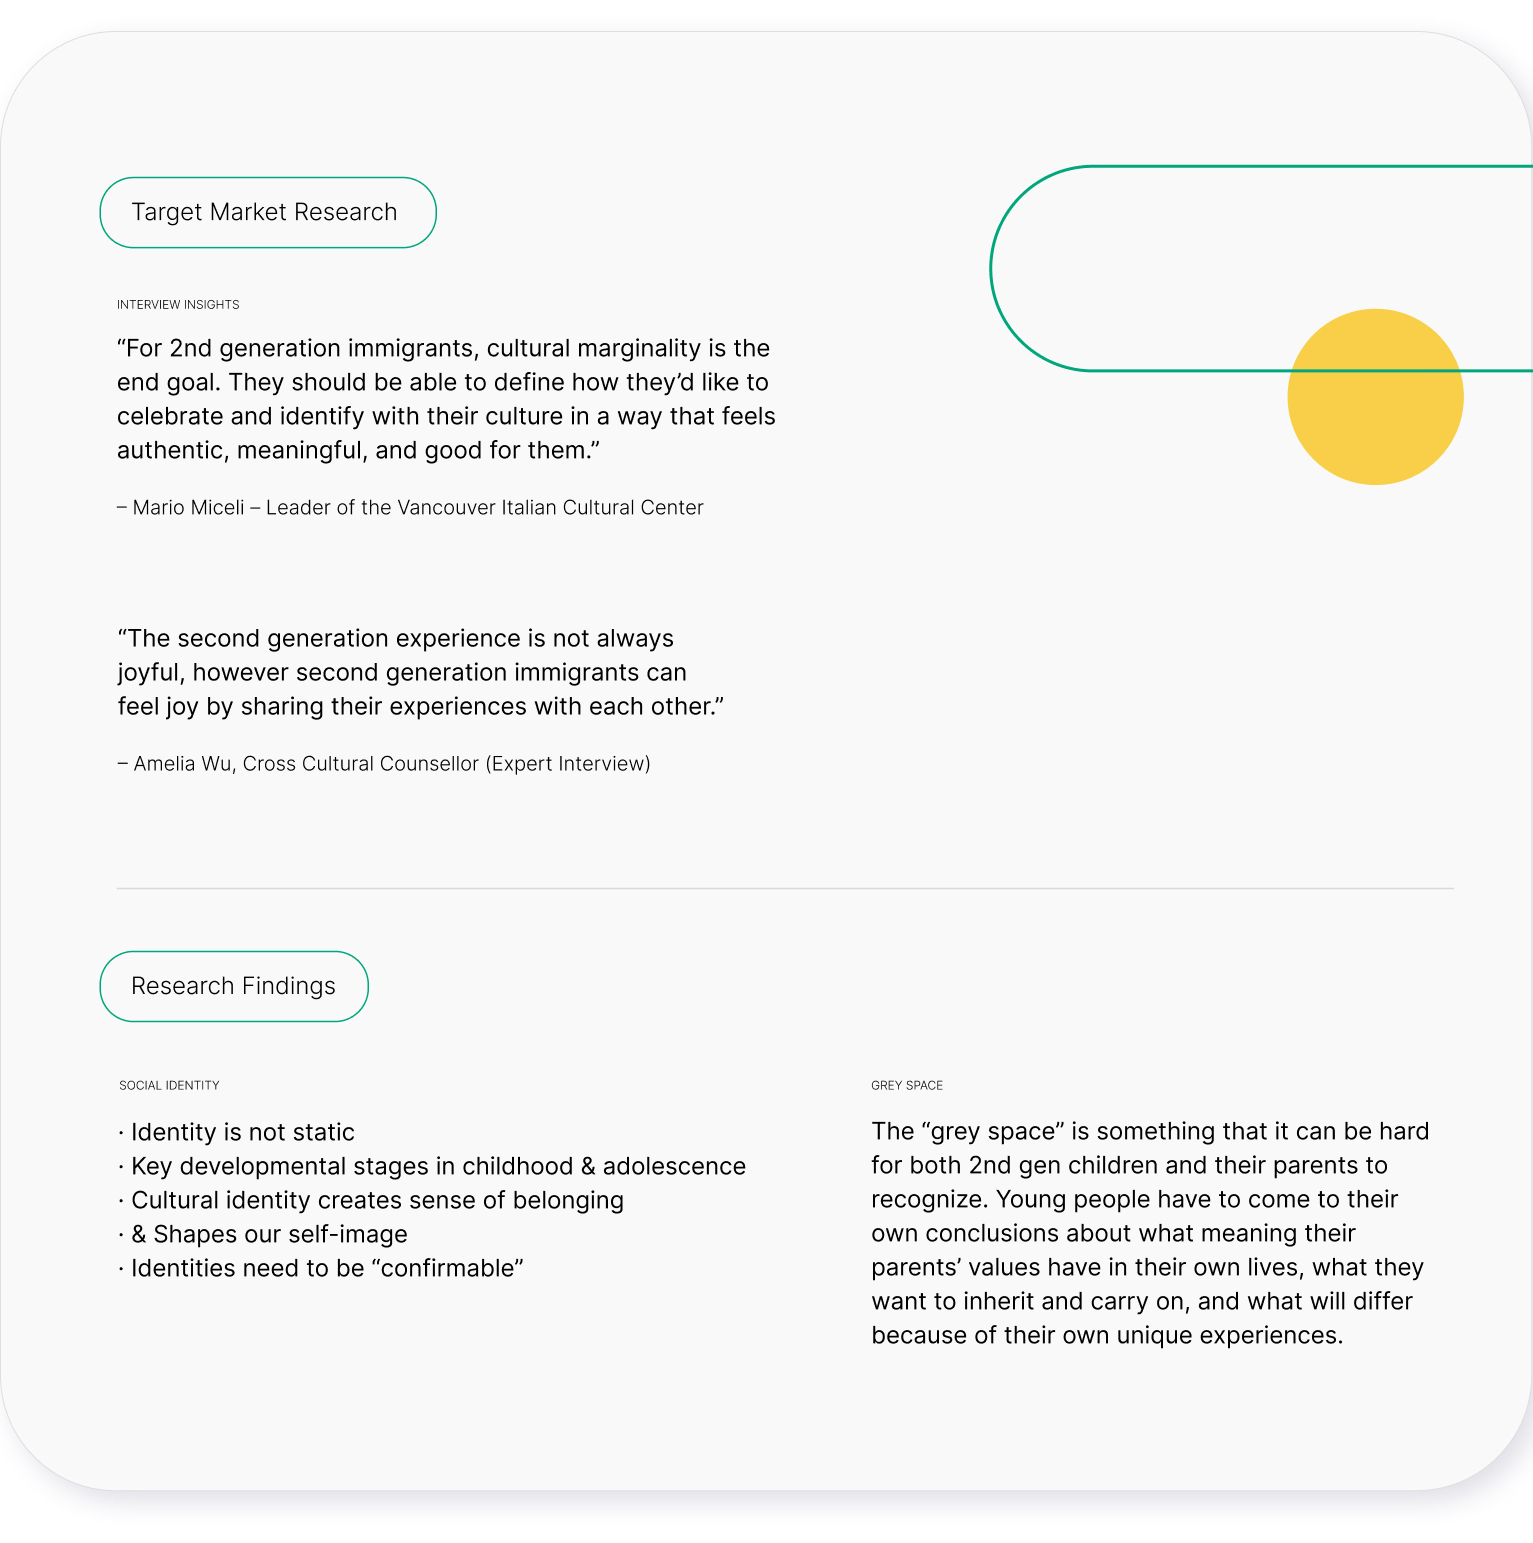 Target Market Research
INTERVIEW INSIGHTS
“For 2nd generation immigrants, cultural marginality is the
end goal. They should be able to define how they’d like to
celebrate and identify with their culture in a way that feels
authentic, meaningful, and good for them.”
– Mario Miceli – Leader of the Vancouver Italian Cultural Center
“The second generation experience is not always
joyful, however second generation immigrants can
feel joy by sharing their experiences with each other.”
– Amelia Wu, Cross Cultural Counsellor (Expert Interview)
Research Findings
SOCIAL IDENTITY
· Identity is not static
· Key developmental stages in childhood & adolescence
· Cultural identity creates sense of belonging
· & Shapes our self-image
· Identities need to be “confirmable”
GREY SPACE
The “grey space” is something that it can be hard
for both 2nd gen children and their parents to
recognize. Young people have to come to their
own conclusions about what meaning their
parents’ values have in their own lives, what they
want to inherit and carry on, and what will differ
because of their own unique experiences.